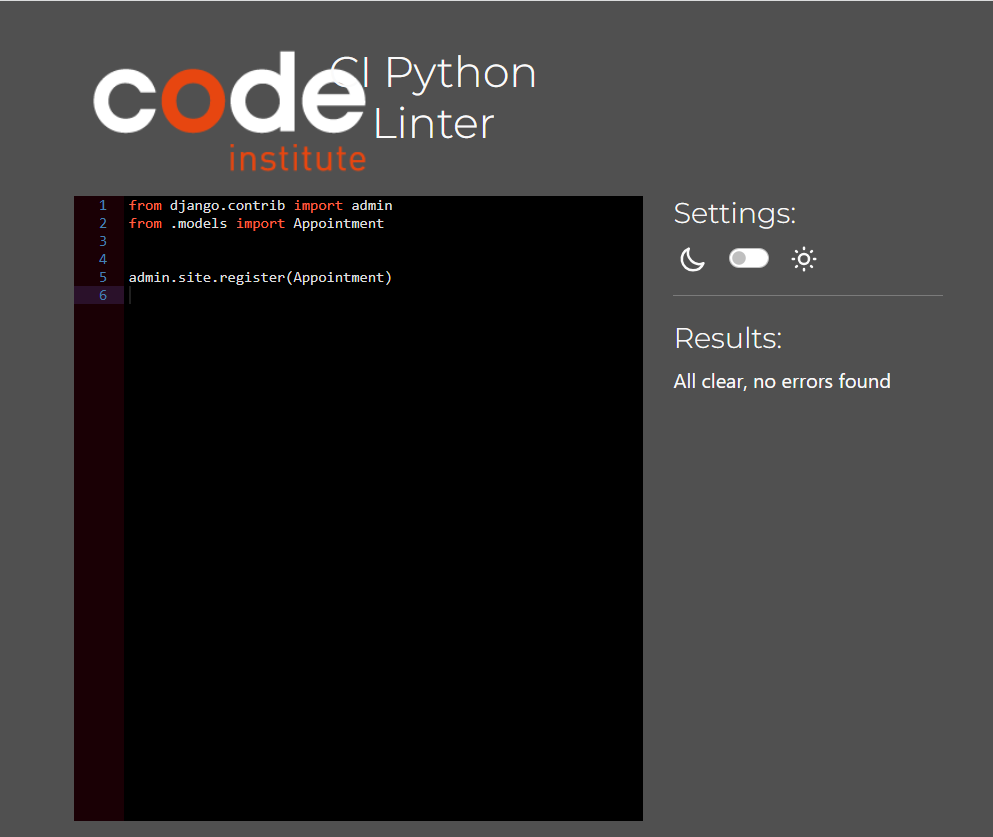 code
institute
CI Python
Linter
1 from django.contrib import admin
2 from .models import Appointment
3
4
5 admin.site.register(Appointment)
6
Settings:
Results:
All clear, no errors found